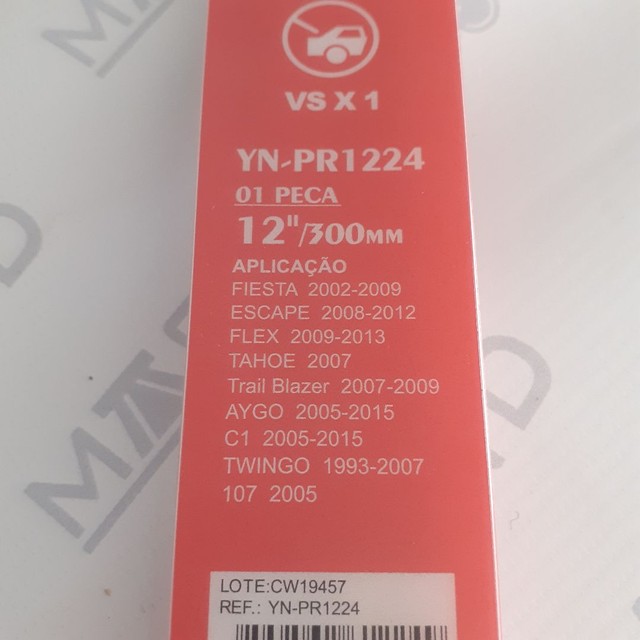 VS X 1
YN-PR1224
01 PECA
12"/300MM
APLICAÇÃO
FIESTA 2002-2009
ESCAPE 2008-2012
FLEX 2009-2013
TAHOE 2007
Trail Blazer 2007-2009
AYGO 2005-2015
C1 2005-2015
TWINGO 1993-2007
107 2005
LOTE:CW19457
REF.: YN-PR1224